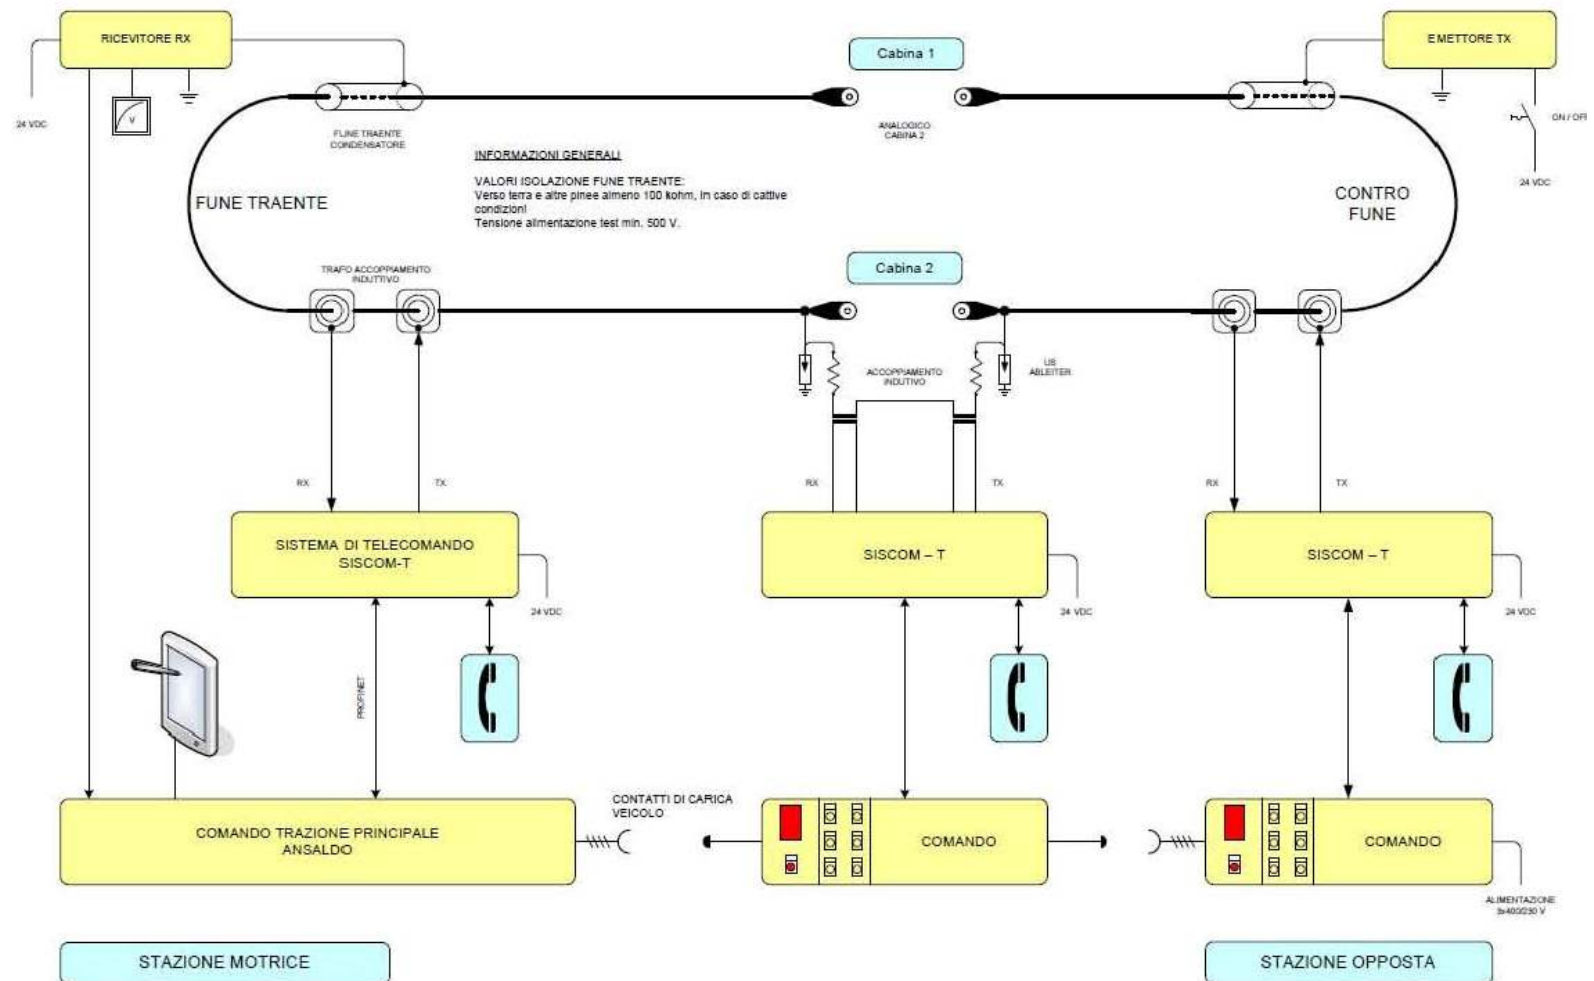 RICEVITORE RX
Cabina 1
EMETTORE TX
24 VDC
V
FUNE TRAENTE
CONDENSATORE
ANALOGICO
CABINA 2
ON / OFF
24 VDC
INFORMAZIONI GENERALI
VALORI ISOLAZIONE FUNE TRAENTE:
Verso terra e altre pinee almeno 100 kohm, in caso di cattive
condizioni
Tensione alimentazione test min. 500 V.
FUNE TRAENTE
CONTRO
FUNE
TRAFO ACCOPPIAMENTO
INDUTTIVO
Cabina 2
ACCOPPIAMENTO
INDUTIVO
US
ABLEITER
RX
TX
RX
TX
RX
TX
SISTEMA DI TELECOMANDO
SISCOM-T
SISCOM – T
SISCOM – T
24 VDC
24 VDC
24 VDC
PROFINET
CONTATTI DI CARICA
VEICOLO
COMANDO TRAZIONE PRINCIPALE
ANSALDO
COMANDO
COMANDO
ALIMENTAZIONE
3x400/230 V
STAZIONE MOTRICE
STAZIONE OPPOSTA